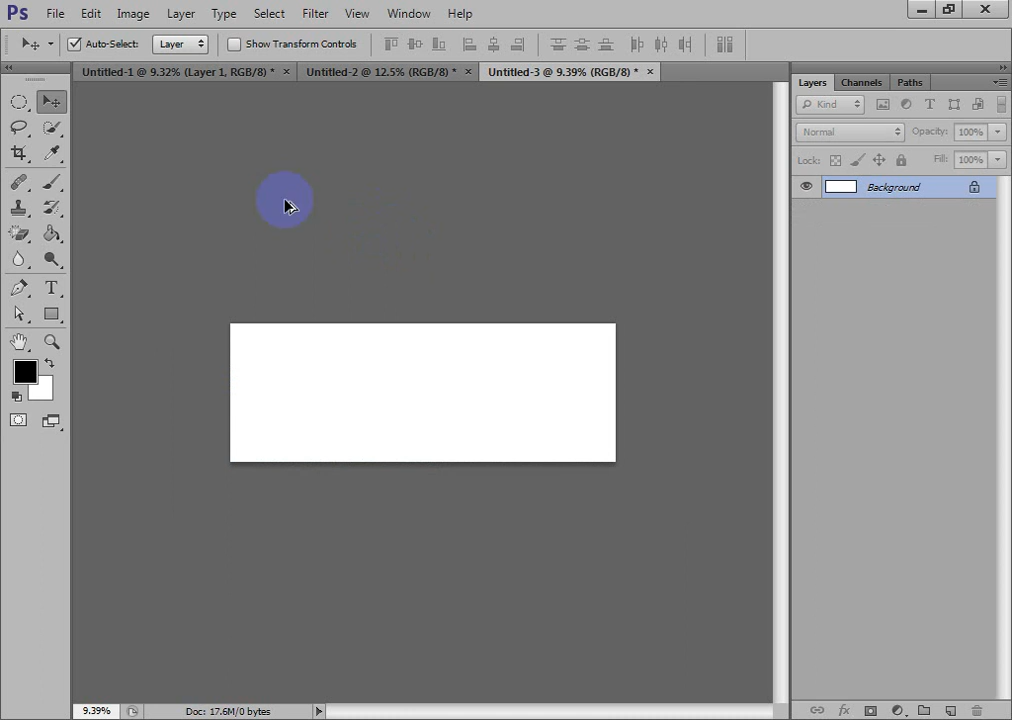 Ps File Edit Image Layer Type Select Filter View Window Help
Auto-Select: Layer Show Transform Controls
Untitled-1 @ 9.32% (Layer 1, RGB/8) * Untitled-2 @ 12.5% (RGB/8) * Untitled-3 @ 9.39% (RGB/8) *
Layers Channels Paths
Kind
Normal Opacity: 100%
Lock: Fill: 100%
Background
9.39% Doc: 17.6M/0 bytes